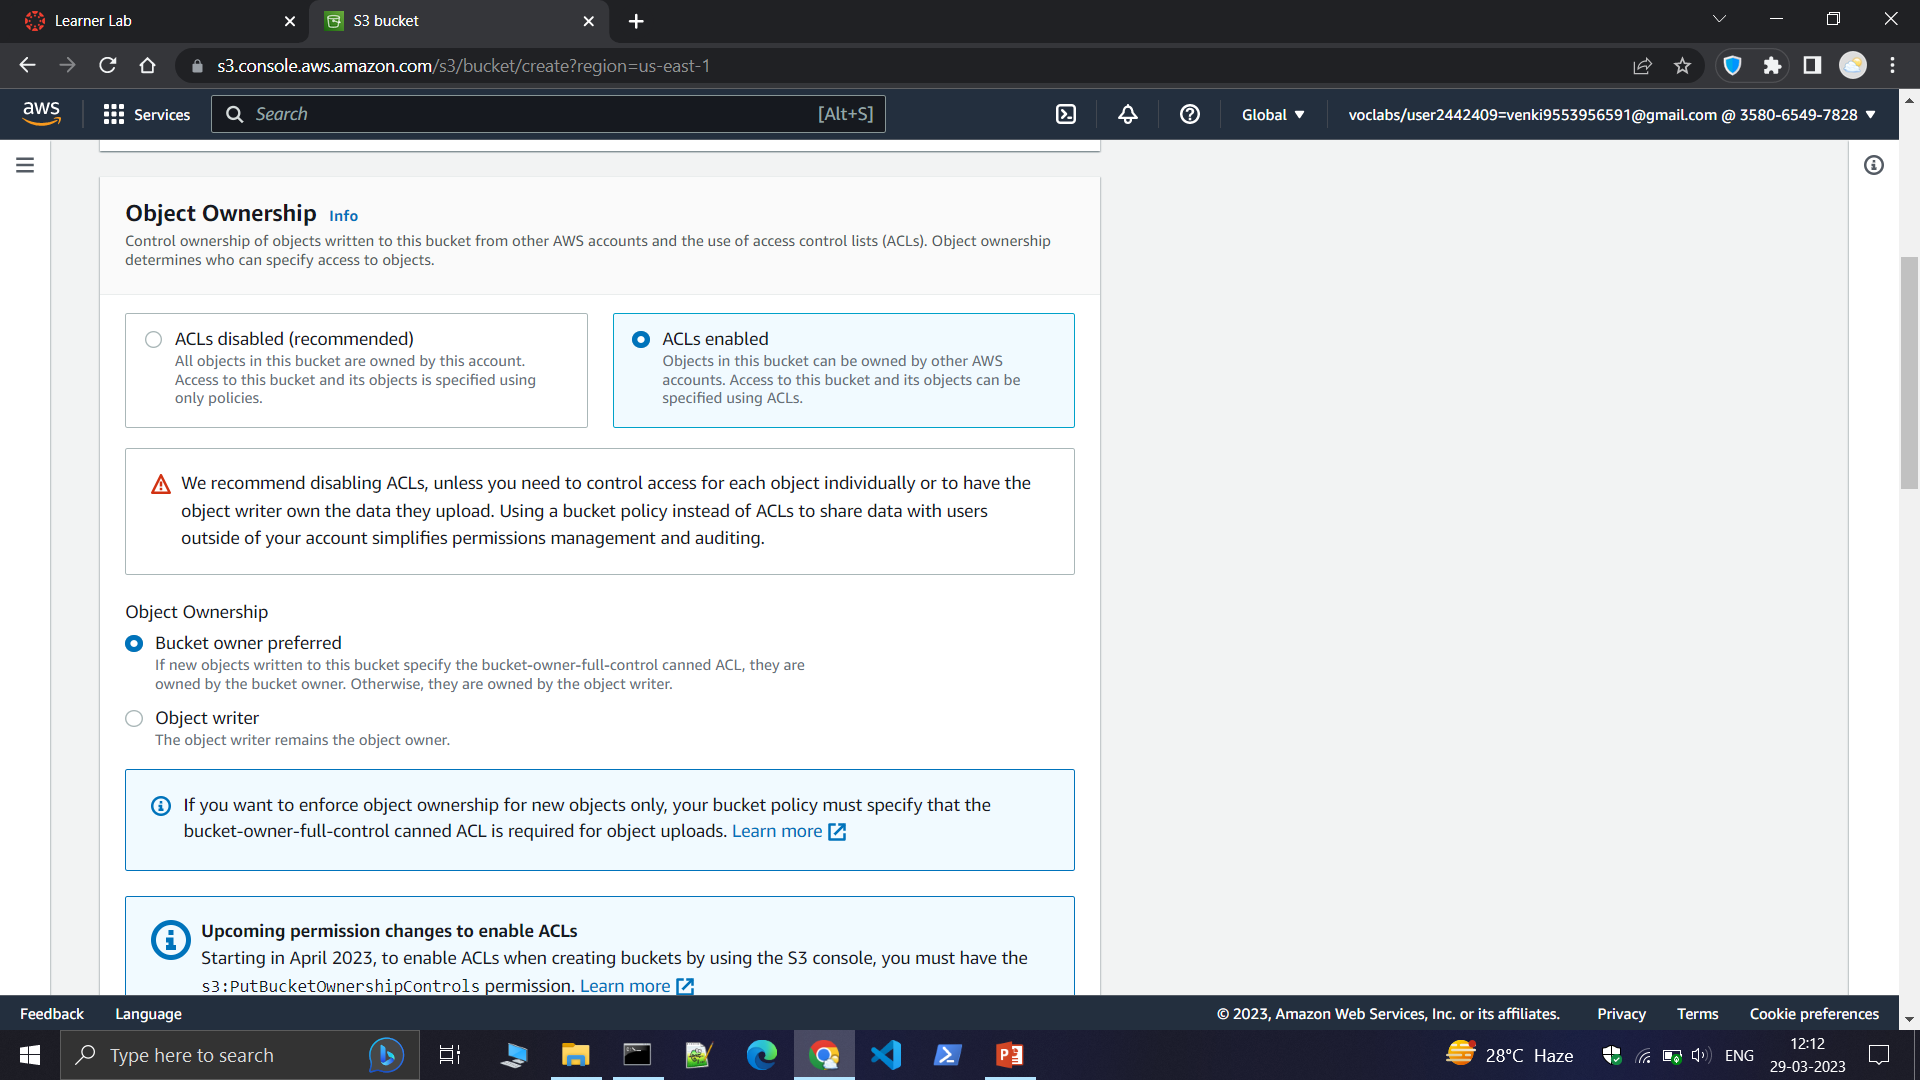 Learner Lab
S3 bucket
s3.console.aws.amazon.com/s3/bucket/create?region=us-east-1
aws
Services
Search
[Alt+S]
Global
voclabs/user2442409=venki9553956591@gmail.com @ 3580-6549-7828
Object Ownership Info
Control ownership of objects written to this bucket from other AWS accounts and the use of access control lists (ACLs). Object ownership
determines who can specify access to objects.
ACLs disabled (recommended)
All objects in this bucket are owned by this account.
Access to this bucket and its objects is specified using
only policies.
ACLs enabled
Objects in this bucket can be owned by other AWS
accounts. Access to this bucket and its objects can be
specified using ACLs.
We recommend disabling ACLs, unless you need to control access for each object individually or to have the
object writer own the data they upload. Using a bucket policy instead of ACLs to share data with users
outside of your account simplifies permissions management and auditing.
Object Ownership
Bucket owner preferred
If new objects written to this bucket specify the bucket-owner-full-control canned ACL, they are
owned by the bucket owner. Otherwise, they are owned by the object writer.
Object writer
The object writer remains the object owner.
If you want to enforce object ownership for new objects only, your bucket policy must specify that the
bucket-owner-full-control canned ACL is required for object uploads. Learn more
Upcoming permission changes to enable ACLs
Starting in April 2023, to enable ACLs when creating buckets by using the S3 console, you must have the
s3:PutBucketOwnershipControls permission. Learn more
Feedback
Language
© 2023, Amazon Web Services, Inc. or its affiliates.
Privacy
Terms
Cookie preferences
Type here to search
28°C Haze
ENG
12:12
29-03-2023